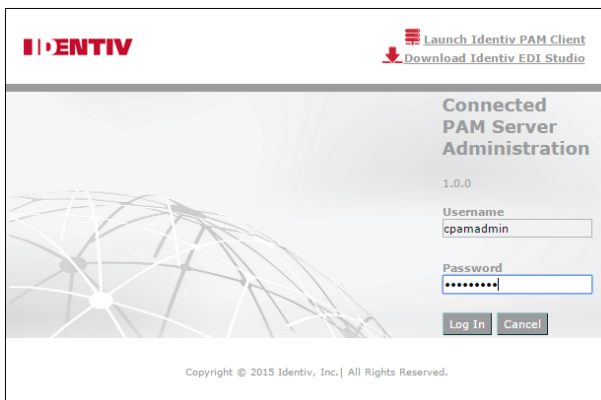 IDENTIV
Launch Identiv PAM Client
Download Identiv EDI Studio
Connected
PAM Server
Administration
1.0.0
Username
cpamadmin
Password
•••••••••
Log In Cancel
Copyright © 2015 Identiv, Inc.| All Rights Reserved.